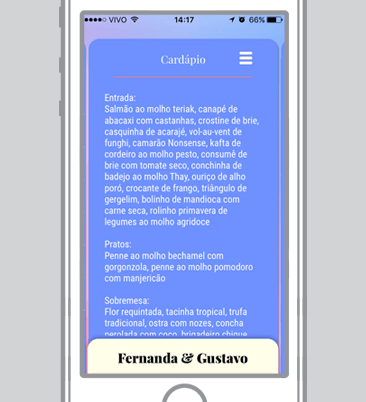 VIVO 14:17 66%
Cardápio
Entrada:
Salmão ao molho teriak, canapé de
abacaxi com castanhas, crostine de brie,
casquinha de acarajé, vol-au-vent de
funghi, camarão Nonsense, kafta de
cordeiro ao molho pesto, consumê de
brie com tomate seco, conchinha de
badejo ao molho Thay, ouriço de alho
poró, crocante de frango, triângulo de
gergelim, bolinho de mandioca com
carne seca, rolinho primavera de
legumes ao molho agridoce
Pratos:
Penne ao molho bechamel com
gorgonzola, penne ao molho pomodoro
com manjericão
Sobremesa:
Flor requintada, tacinha tropical, trufa
tradicional, ostra com nozes, concha
perolada com coco, brigadeiro chique
Fernanda & Gustavo